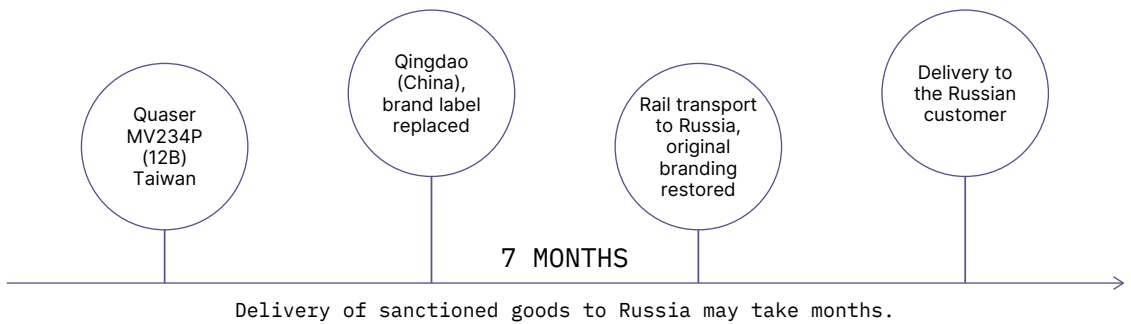 Quaser
MV234P
(12B)
Taiwan
Qingdao
(China),
brand label
replaced
Rail transport
to Russia,
original
branding
restored
Delivery to
the Russian
customer
7 MONTHS
Delivery of sanctioned goods to Russia may take months.